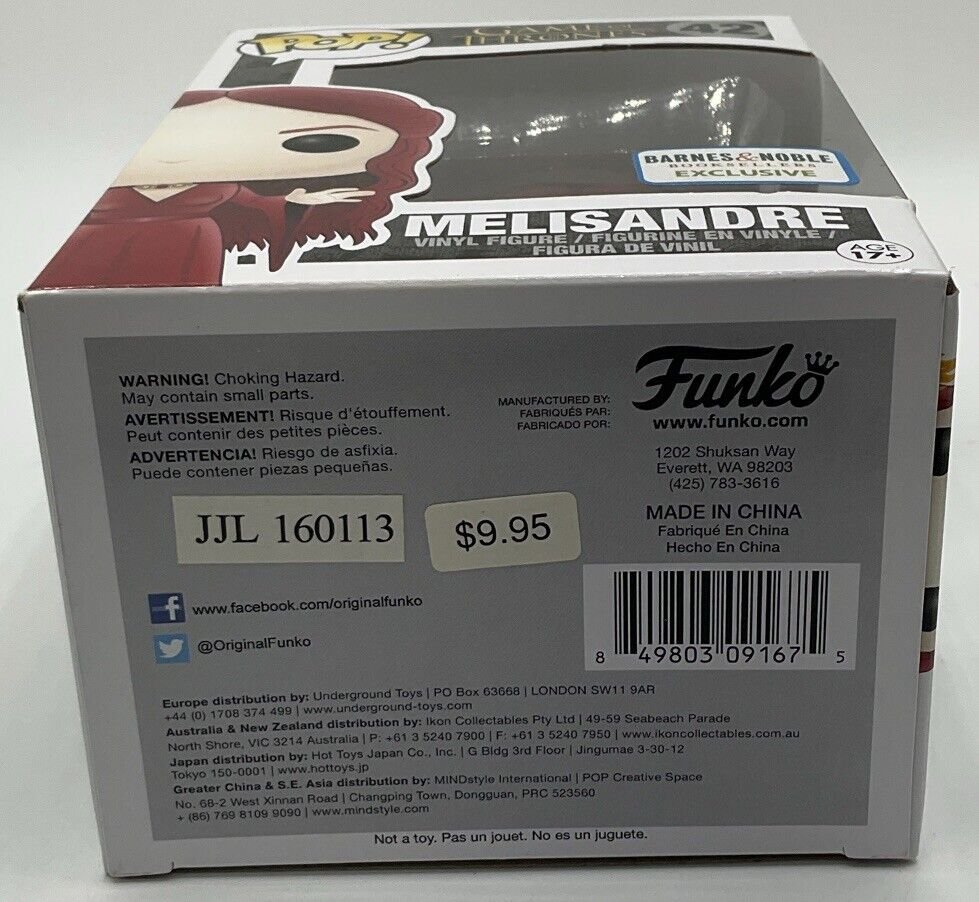 POP!
GAME OF
THRONES
42
BARNES & NOBLE
BOOKSELLERS
EXCLUSIVE
MELISANDRE
VINYL FIGURE / FIGURINE EN VINYLE /
FIGURA DE VINIL
AGE
17+
WARNING! Choking Hazard.
May contain small parts.
AVERTISSEMENT! Risque d'étouffement.
Peut contenir des petites pièces.
ADVERTENCIA! Riesgo de asfixia.
Puede contener piezas pequeñas.
MANUFACTURED BY:
FABRIQUÉS PAR:
FABRICADO POR:
Funko
www.funko.com
1202 Shuksan Way
Everett, WA 98203
(425) 783-3616
MADE IN CHINA
Fabriqué En China
Hecho En China
JJL 160113
$9.95
f www.facebook.com/originalfunko
@OriginalFunko
8 49803 09167 5
Europe distribution by: Underground Toys | PO Box 63668 | LONDON SW11 9AR
+44 (0) 1708 374 499 | www.underground-toys.com
Australia & New Zealand distribution by: Ikon Collectables Pty Ltd | 49-59 Seabeach Parade
North Shore, VIC 3214 Australia | P: +61 3 5240 7900 | F: +61 3 5240 7950 | www.ikoncollectables.com.au
Japan distribution by: Hot Toys Japan Co., Inc. | G Bldg 3rd Floor | Jingumae 3-30-12
Tokyo 150-0001 | www.hottoys.jp
Greater China & S.E. Asia distribution by: MINDstyle International | POP Creative Space
No. 68-2 West Xinnan Road | Changping Town, Dongguan, PRC 523560
+ (86) 769 8109 9090 | www.mindstyle.com
Not a toy. Pas un jouet. No es un juguete.